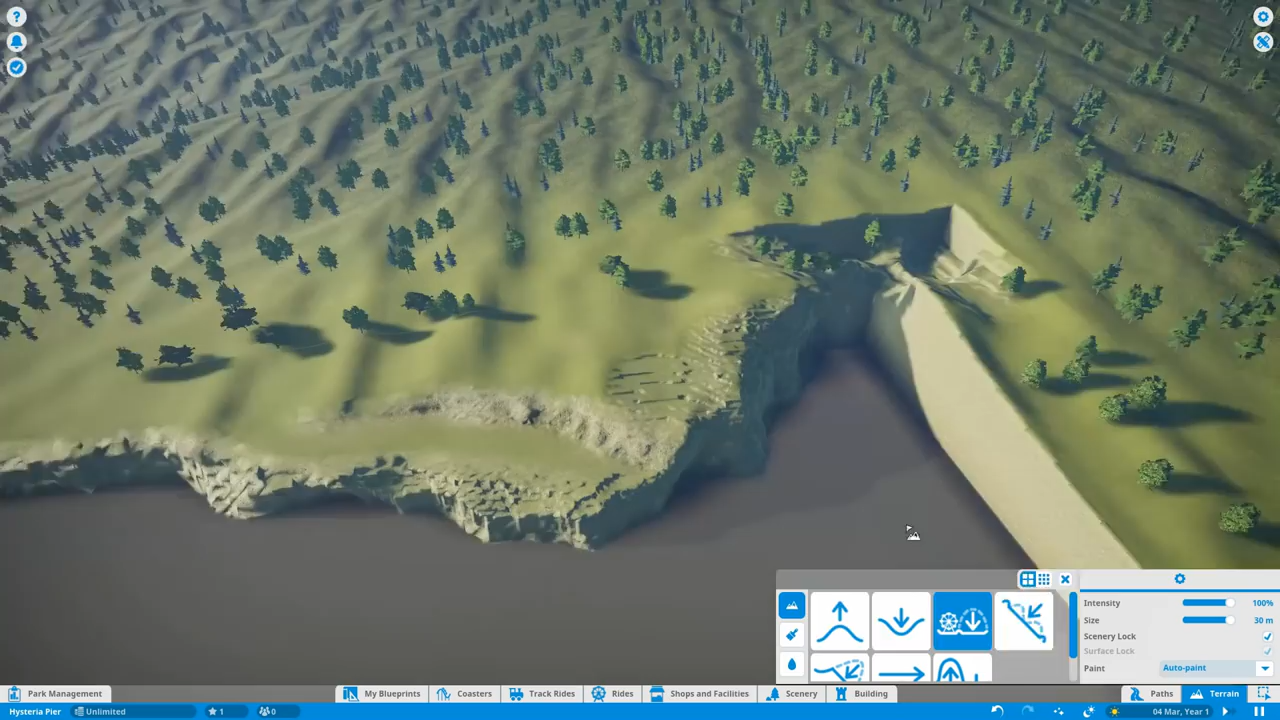 ?
Intensity 100%
Size 30 m
Scenery Lock
Surface Lock
Paint Auto-paint
Park Management
My Blueprints
Coasters
Track Rides
Rides
Shops and Facilities
Scenery
Building
Paths
Terrain
Hysteria Pier
Unlimited
1
0
04 Mar, Year 1